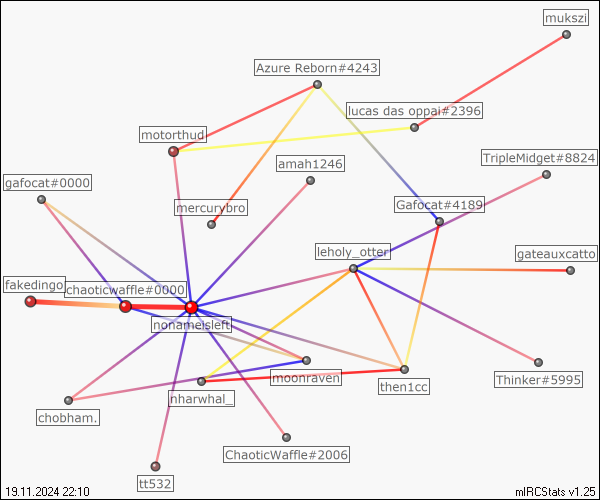 mukszi
Azure Reborn#4243
lucas das oppai#2396
motorthud
amah1246
TripleMidget#8824
gafocat#0000
mercurybro
Gafocat#4189
leholy_otter
gateauxcatto
fakedingo
chaoticwaffle#0000
nonameisleft
moonraven
then1cc
Thinker#5995
nharwhal_
chobham.
ChaoticWaffle#2006
tt532
19.11.2024 22:10
mIRCStats v1.25